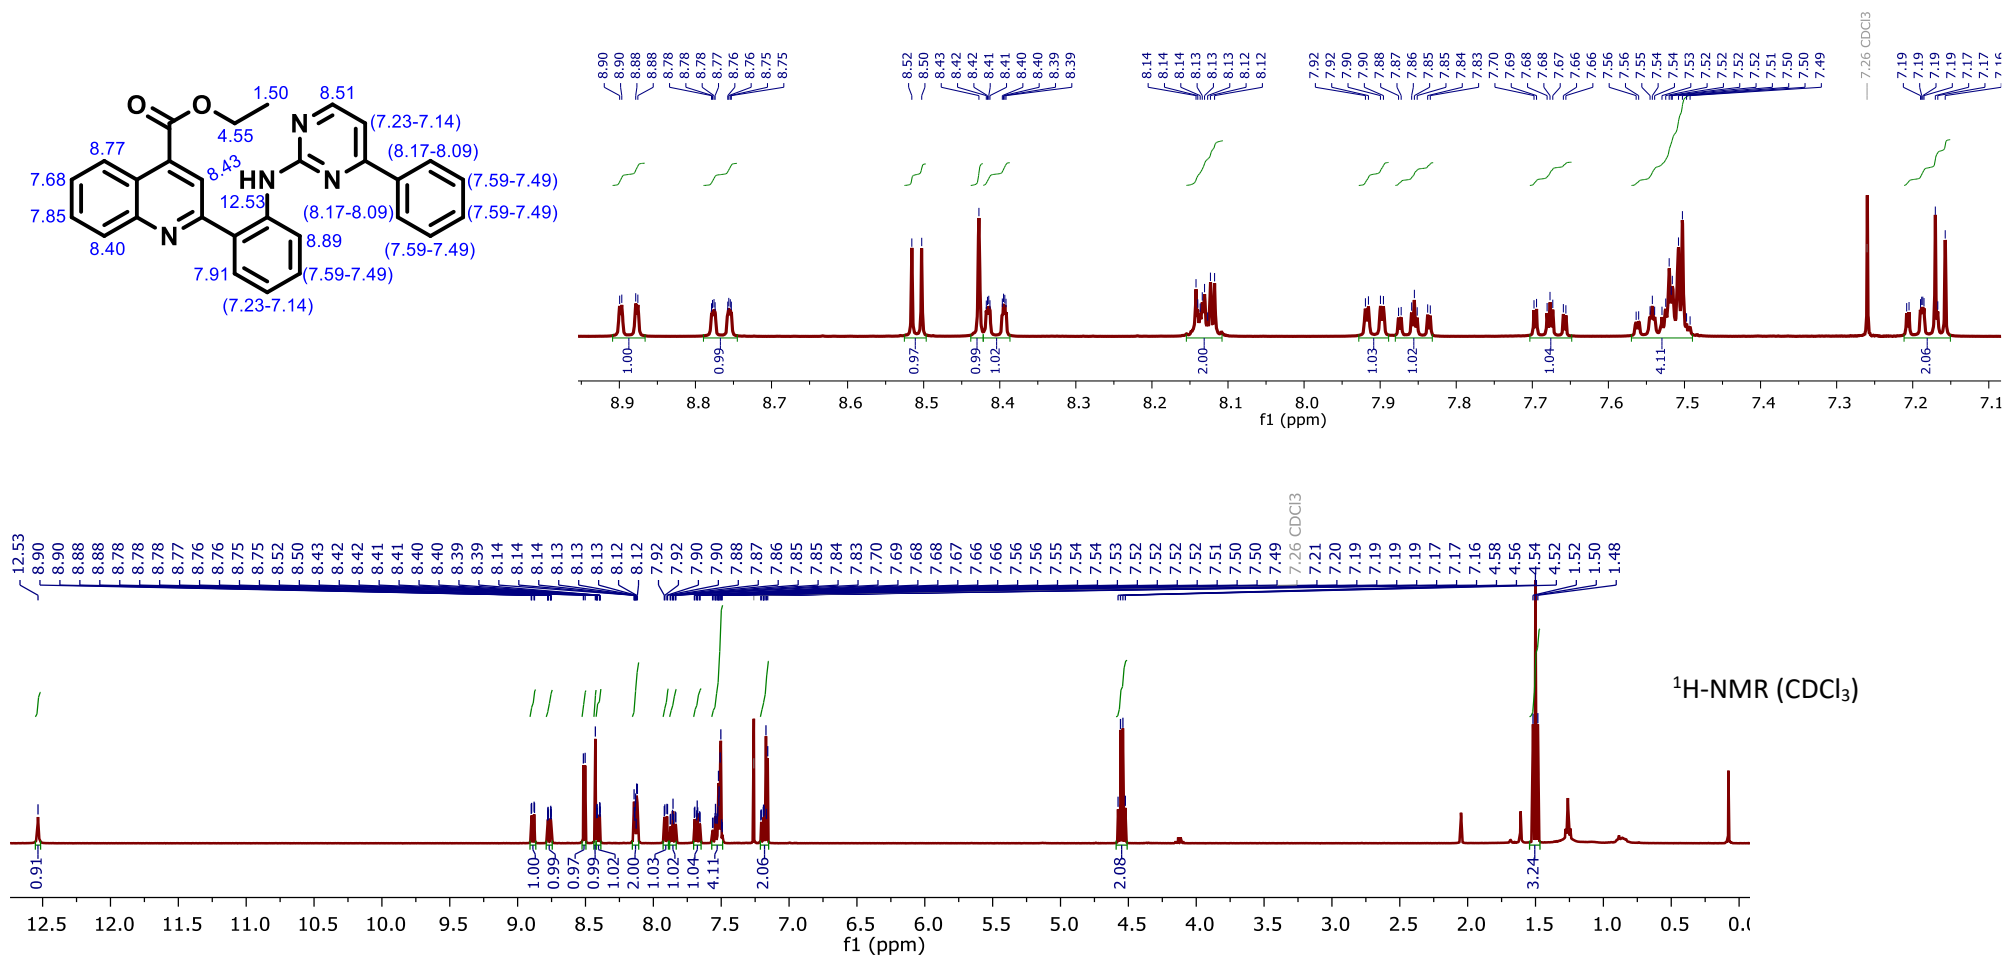 8.90 8.90 8.88 8.88 8.78 8.78 8.78 8.77 8.76 8.76 8.75 8.75 8.52 8.50 8.43 8.42 8.42 8.41 8.41 8.40 8.40 8.39 8.39 8.14 8.14 8.14 8.13 8.13 8.13 8.12 8.12 7.92 7.92 7.90 7.90 7.88 7.87 7.86 7.85 7.85 7.84 7.83 7.70 7.69 7.68 7.68 7.67 7.66 7.66 7.56 7.56 7.55 7.54 7.54 7.53 7.52 7.52 7.52 7.52 7.51 7.50 7.50 7.49 7.26 CDCl3 7.19 7.19 7.19 7.19 7.17 7.17 7.16
O O 1.50 8.51
4.55 N (7.23-7.14)
8.77 8.43 (8.17-8.09)
7.68 HN N (7.59-7.49)
12.53 (8.17-8.09) (7.59-7.49)
7.85 N
8.40 8.89 (7.59-7.49)
7.91 (7.59-7.49)
(7.23-7.14)
1.00 0.99 0.97 0.99 1.02 2.00 1.03 1.02 1.04 4.11 2.06
8.9 8.8 8.7 8.6 8.5 8.4 8.3 8.2 8.1 8.0 7.9 7.8 7.7 7.6 7.5 7.4 7.3 7.2 7.1
f1 (ppm)
12.53 8.90 8.90 8.88 8.88 8.78 8.78 8.78 8.77 8.76 8.76 8.75 8.75 8.52 8.50 8.43 8.42 8.42 8.41 8.41 8.40 8.40 8.39 8.39 8.14 8.14 8.14 8.13 8.13 8.13 8.12 8.12 7.92 7.92 7.90 7.90 7.88 7.87 7.86 7.85 7.85 7.84 7.83 7.70 7.69 7.68 7.68 7.67 7.66 7.66 7.56 7.56 7.55 7.54 7.54 7.53 7.52 7.52 7.52 7.52 7.51 7.50 7.50 7.49 7.26 CDCl3 7.21 7.20 7.19 7.19 7.19 7.19 7.17 7.17 7.16 4.58 4.56 4.54 4.52 1.52 1.50 1.48
¹H-NMR (CDCl₃)
0.91 1.00 0.99 0.97 0.99 1.02 2.00 1.03 1.02 1.04 4.11 2.06 2.08 3.24
12.5 12.0 11.5 11.0 10.5 10.0 9.5 9.0 8.5 8.0 7.5 7.0 6.5 6.0 5.5 5.0 4.5 4.0 3.5 3.0 2.5 2.0 1.5 1.0 0.5
f1 (ppm)